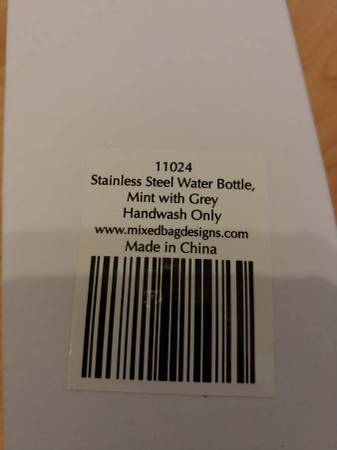 11024
Stainless Steel Water Bottle,
Mint with Grey
Handwash Only
www.mixedbagdesigns.com
Made in China